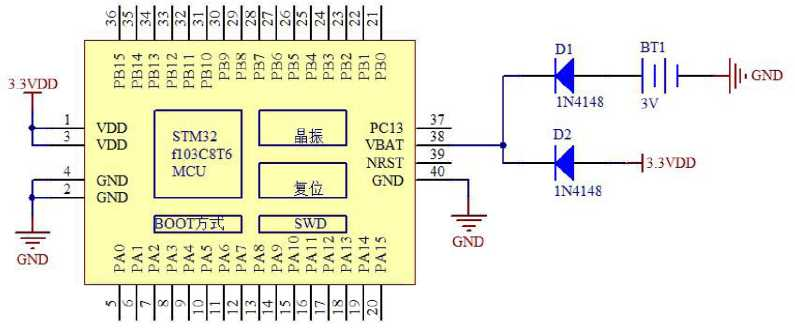 36 35 34 33 32 31 30 29 28 27 26 25 24 23 22 21
PB15 PB14 PB13 PB12 PB11 PB10 PB9 PB8 PB7 PB6 PB5 PB4 PB3 PB2 PB1 PB0
3.3VDD
1 VDD
3 VDD
4 GND
2 GND
GND
STM32
f103C8T6
MCU
晶振
复位
BOOT方式
SWD
PC13 37
VBAT 38
NRST 39
GND 40
GND
D1
1N4148
BT1
3V
GND
D2
1N4148
3.3VDD
PA0 PA1 PA2 PA3 PA4 PA5 PA6 PA7 PA8 PA9 PA10 PA11 PA12 PA13 PA14 PA15
5 6 7 8 9 10 11 12 13 14 15 16 17 18 19 20